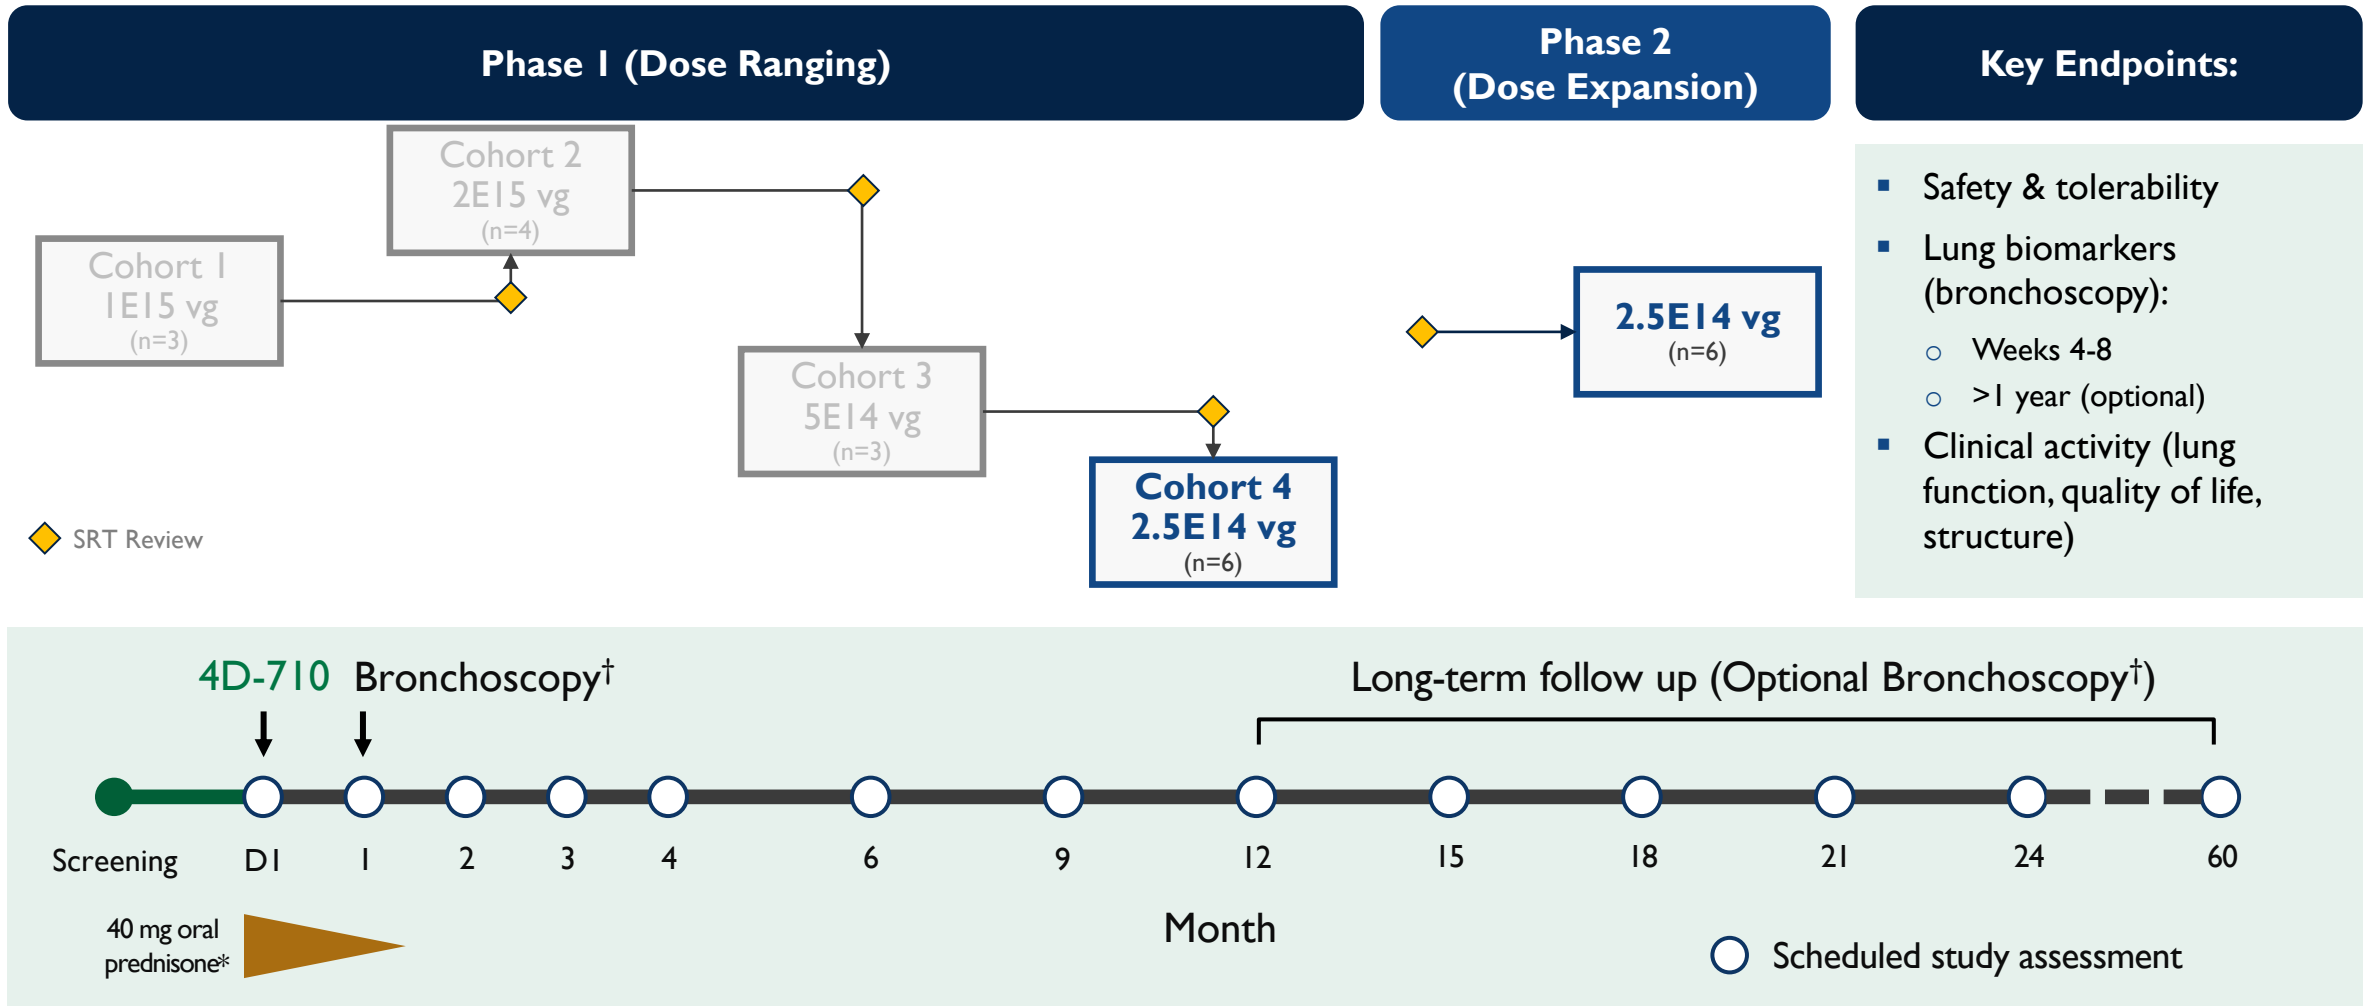 Phase 1 (Dose Ranging)
Phase 2
(Dose Expansion)
Key Endpoints:
Cohort 1
1E15 vg
(n=3)
Cohort 2
2E15 vg
(n=4)
Cohort 3
5E14 vg
(n=3)
Cohort 4
2.5E14 vg
(n=6)
SRT Review
2.5E14 vg
(n=6)
Safety & tolerability
Lung biomarkers
(bronchoscopy):
Weeks 4-8
>1 year (optional)
Clinical activity (lung
function, quality of life,
structure)
4D-710 Bronchoscopy†
Long-term follow up (Optional Bronchoscopy†)
Screening D1 1 2 3 4 6 9 12 15 18 21 24 60
40 mg oral
prednisone*
Month
Scheduled study assessment